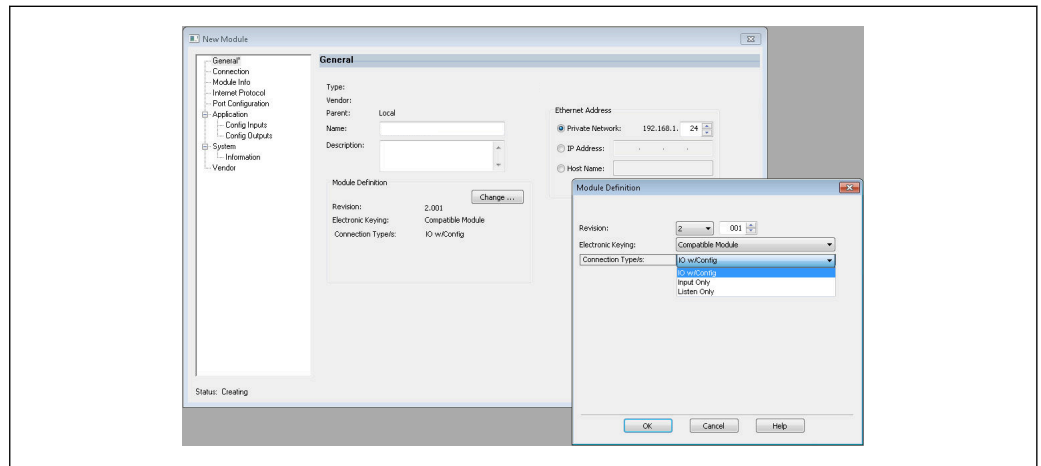 New Module
General*
Connection
Module Info
Internet Protocol
Port Configuration
Application
Config Inputs
Config Outputs
System
Information
Vendor
General
Type:
Vendor:
Parent: Local
Name:
Description:
Module Definition
Change ...
Revision: 2.001
Electronic Keying: Compatible Module
Connection Type/s: IO w/Config
Ethernet Address
Private Network: 192.168.1. 24
IP Address: . . .
Host Name:
Status: Creating
Module Definition
Revision: 2 001
Electronic Keying: Compatible Module
Connection Type/s: IO w/Config
IO w/Config
Input Only
Listen Only
OK Cancel Help